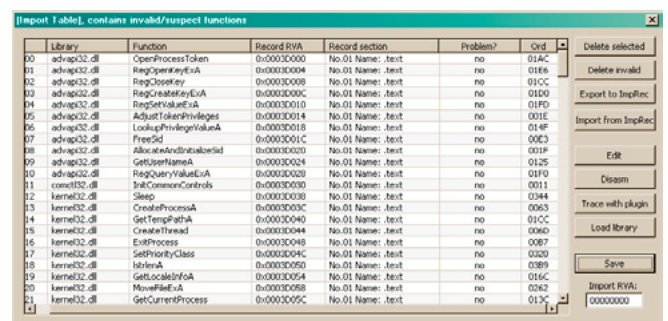 [Import Table], contains invalid/suspect functions
Library Function Record RVA Record section Problem? Ord
00 advapi32.dll OpenProcessToken 0x0003D000 No.01 Name: .text no 01AC
01 advapi32.dll RegOpenKeyExA 0x0003D004 No.01 Name: .text no 01E6
02 advapi32.dll RegCloseKey 0x0003D008 No.01 Name: .text no 01CC
03 advapi32.dll RegCreateKeyExA 0x0003D00C No.01 Name: .text no 01D0
04 advapi32.dll RegSetValueExA 0x0003D010 No.01 Name: .text no 01FD
05 advapi32.dll AdjustTokenPrivileges 0x0003D014 No.01 Name: .text no 001E
06 advapi32.dll LookupPrivilegeValueA 0x0003D018 No.01 Name: .text no 014F
07 advapi32.dll FreeSid 0x0003D01C No.01 Name: .text no 00E3
08 advapi32.dll AllocateAndInitializeSid 0x0003D020 No.01 Name: .text no 001F
09 advapi32.dll GetUserNameA 0x0003D024 No.01 Name: .text no 0125
10 advapi32.dll RegQueryValueExA 0x0003D028 No.01 Name: .text no 01F0
11 comctl32.dll InitCommonControls 0x0003D030 No.01 Name: .text no 0011
12 kernel32.dll Sleep 0x0003D038 No.01 Name: .text no 0344
13 kernel32.dll CreateProcessA 0x0003D03C No.01 Name: .text no 0063
14 kernel32.dll GetTempPathA 0x0003D040 No.01 Name: .text no 01CC
15 kernel32.dll CreateThread 0x0003D044 No.01 Name: .text no 006D
16 kernel32.dll ExitProcess 0x0003D048 No.01 Name: .text no 00B7
17 kernel32.dll SetPriorityClass 0x0003D04C No.01 Name: .text no 0320
18 kernel32.dll lstrlenA 0x0003D050 No.01 Name: .text no 03B9
19 kernel32.dll GetLocaleInfoA 0x0003D054 No.01 Name: .text no 016C
20 kernel32.dll MoveFileExA 0x0003D058 No.01 Name: .text no 0262
21 kernel32.dll GetCurrentProcess 0x0003D05C No.01 Name: .text no 013C
Delete selected
Delete invalid
Export to ImpRec
Import from ImpRec
Edit
Disasm
Trace with plugin
Load library
Save
Import RVA:
00000000